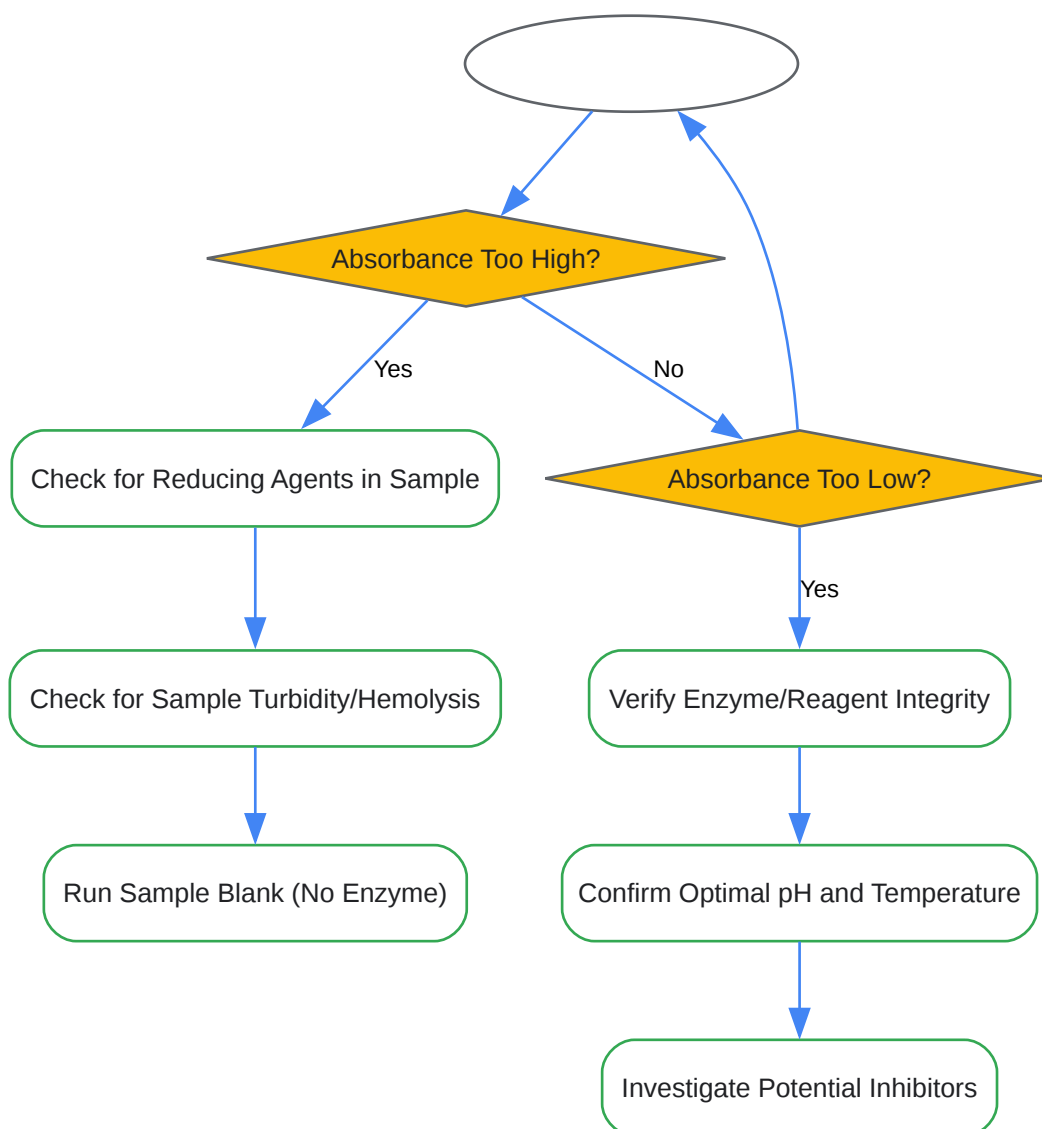 Absorbance Too High?
Yes
No
Check for Reducing Agents in Sample
Absorbance Too Low?
Yes
Check for Sample Turbidity/Hemolysis
Verify Enzyme/Reagent Integrity
Run Sample Blank (No Enzyme)
Confirm Optimal pH and Temperature
Investigate Potential Inhibitors